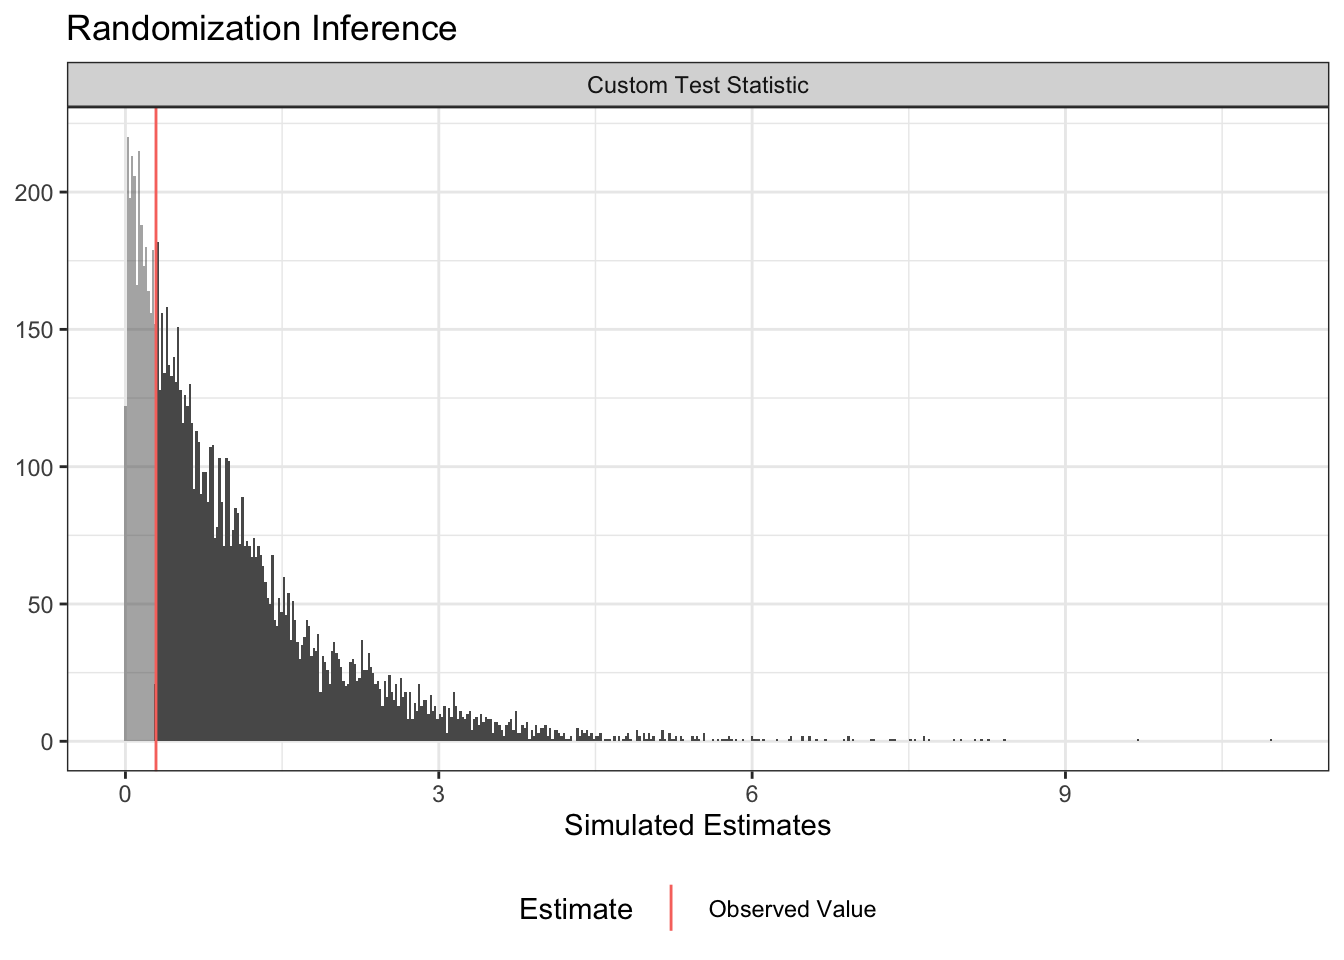 Randomization Inference
Custom Test Statistic
200
150
100
50
0
0 3 6 9
Simulated Estimates
Estimate Observed Value